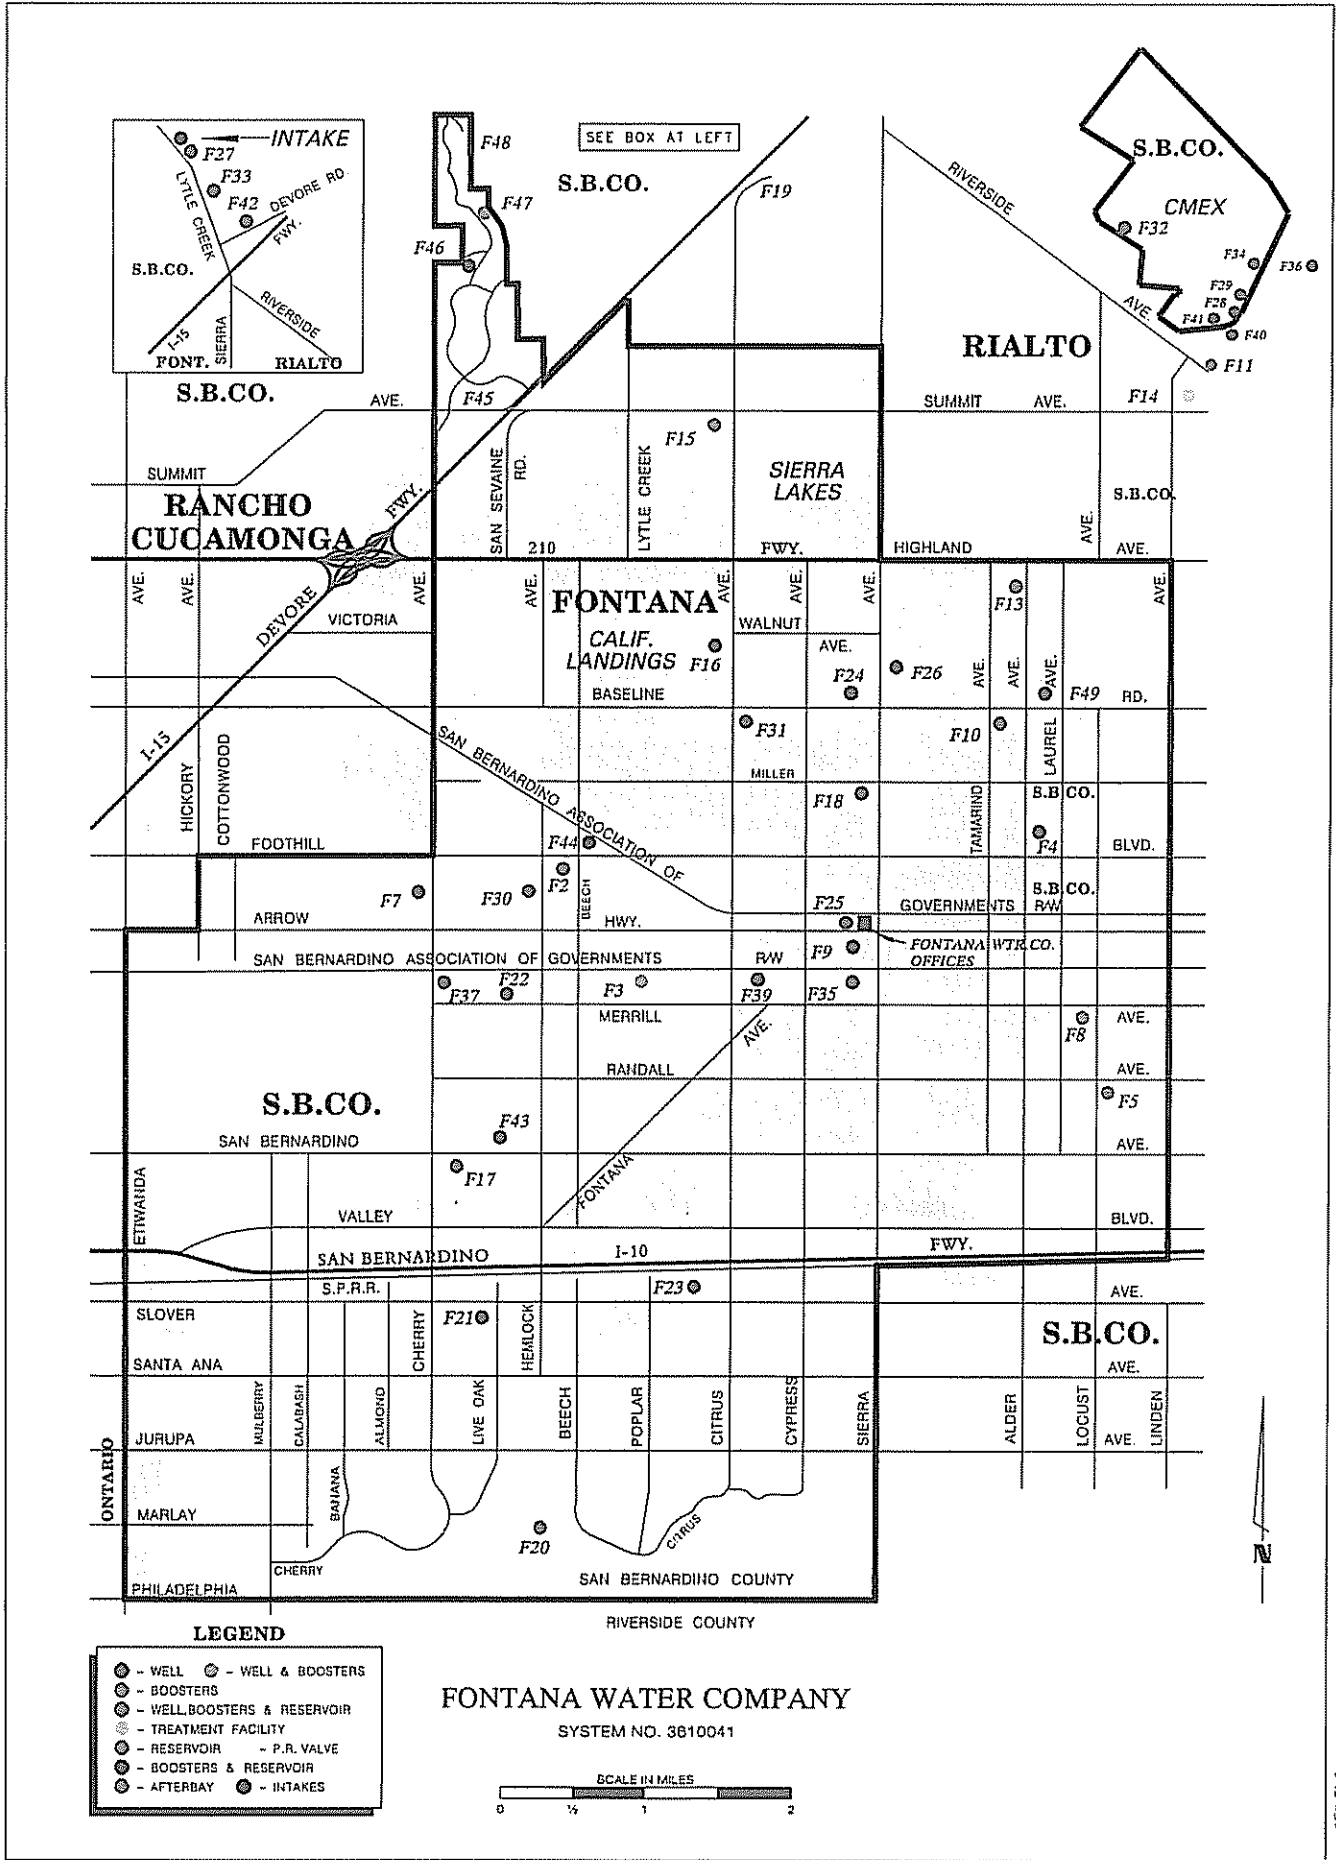 INTAKE
F27
F33
F42
DEVORE RD.
LYTLE CREEK
FWY.
S.B.CO.
RIVERSIDE
I-15
SIERRA
FONT.
RIALTO
SEE BOX AT LEFT
F48
S.B.CO.
F47
F46
F19
RIVERSIDE
AVE.
S.B.CO.
CMEX
F32
F34
F36
F29
F28
F41
F40
F11
F14
RIALTO
S.B.CO.
AVE.
F45
SUMMIT AVE.
F15
SUMMIT
SAN SEVAINE RD.
LYTLE CREEK
SIERRA
LAKES
S.B.CO.
RANCHO
CUCAMONGA
FWY.
AVE.
210 FWY.
HIGHLAND AVE.
AVE.
AVE.
DEVORE
VICTORIA
AVE.
AVE.
FONTANA
AVE.
AVE.
AVE.
AVE.
F13
WALNUT
AVE.
CALIF.
LANDINGS
F16
F24
F26
AVE.
AVE.
AVE.
F49
BASELINE RD.
I-15
F31
F10
LAUREL
SAN BERNARDINO ASSOCIATION OF
MILLER
HICKORY
COTTONWOOD
F18
S.B.CO.
TAMARIND
F4
FOOTHILL BLVD.
F44
F2
BEECH
F7
F30
S.B.CO.
F25
GOVERNMENTS R/W
ARROW HWY.
FONTANA WTR.CO.
OFFICES
F9
SAN BERNARDINO ASSOCIATION OF GOVERNMENTS R/W
F37
F22
F3
F39
F35
MERRILL AVE.
F8
AVE.
RANDALL AVE.
F5
S.B.CO.
F43
SAN BERNARDINO AVE.
F17
FONTANA
ETIWANDA
VALLEY BLVD.
SAN BERNARDINO I-10 FWY.
S.P.R.R.
F23
SLOVER AVE.
F21
CHERRY
HEMLOCK
S.B.CO.
SANTA ANA AVE.
MULBERRY
CALABASH
ALMOND
LIVE OAK
BEECH
POPLAR
CITRUS
CYPRESS
SIERRA
ALDER
LOCUST
LINDEN
JURUPA AVE.
ONTARIO
BANANA
MARLAY
F20
CITRUS
CHERRY
SAN BERNARDINO COUNTY
PHILADELPHIA
RIVERSIDE COUNTY
N
LEGEND
- WELL - WELL & BOOSTERS
- BOOSTERS
- WELL,BOOSTERS & RESERVOIR
- TREATMENT FACILITY
- RESERVOIR - P.R. VALVE
- BOOSTERS & RESERVOIR
- AFTERBAY - INTAKES
FONTANA WATER COMPANY
SYSTEM NO. 3610041
SCALE IN MILES
0 ½ 1 2